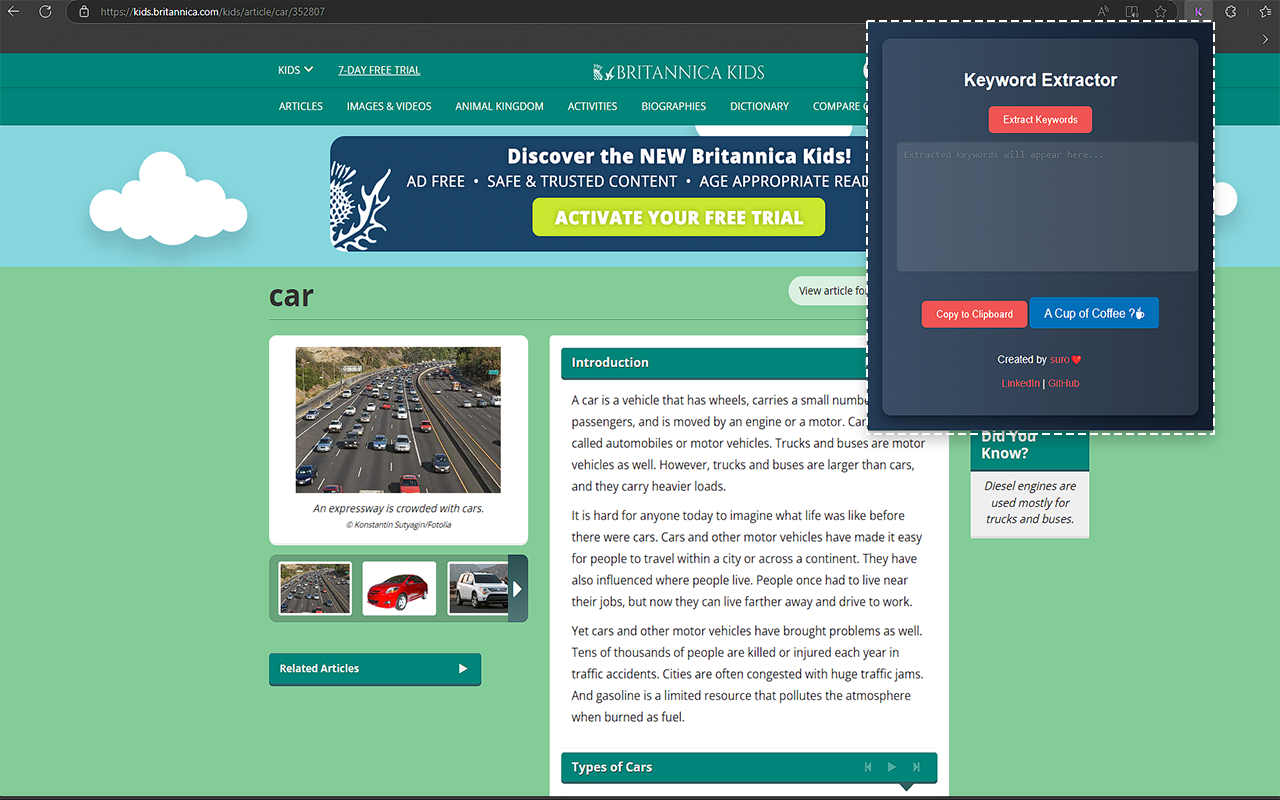 https://kids.britannica.com/kids/article/car/352807
KIDS
7-DAY FREE TRIAL
BRITANNICA KIDS
ARTICLES
IMAGES & VIDEOS
ANIMAL KINGDOM
ACTIVITIES
BIOGRAPHIES
DICTIONARY
COMPARE
Discover the NEW Britannica Kids!
AD FREE • SAFE & TRUSTED CONTENT • AGE APPROPRIATE READ
ACTIVATE YOUR FREE TRIAL
car
View article fo
An expressway is crowded with cars.
© Konstantin Sutyagin/Fotolia
Related Articles
Introduction
A car is a vehicle that has wheels, carries a small numbe
passengers, and is moved by an engine or a motor. Car
called automobiles or motor vehicles. Trucks and buses are motor
vehicles as well. However, trucks and buses are larger than cars,
and they carry heavier loads.
It is hard for anyone today to imagine what life was like before
there were cars. Cars and other motor vehicles have made it easy
for people to travel within a city or across a continent. They have
also influenced where people live. People once had to live near
their jobs, but now they can live farther away and drive to work.
Yet cars and other motor vehicles have brought problems as well.
Tens of thousands of people are killed or injured each year in
traffic accidents. Cities are often congested with huge traffic jams.
And gasoline is a limited resource that pollutes the atmosphere
when burned as fuel.
Types of Cars
Did You
Know?
Diesel engines are
used mostly for
trucks and buses.
K
Keyword Extractor
Extract Keywords
Extracted keywords will appear here...
Copy to Clipboard
A Cup of Coffee ?
Created by suro
LinkedIn | GitHub